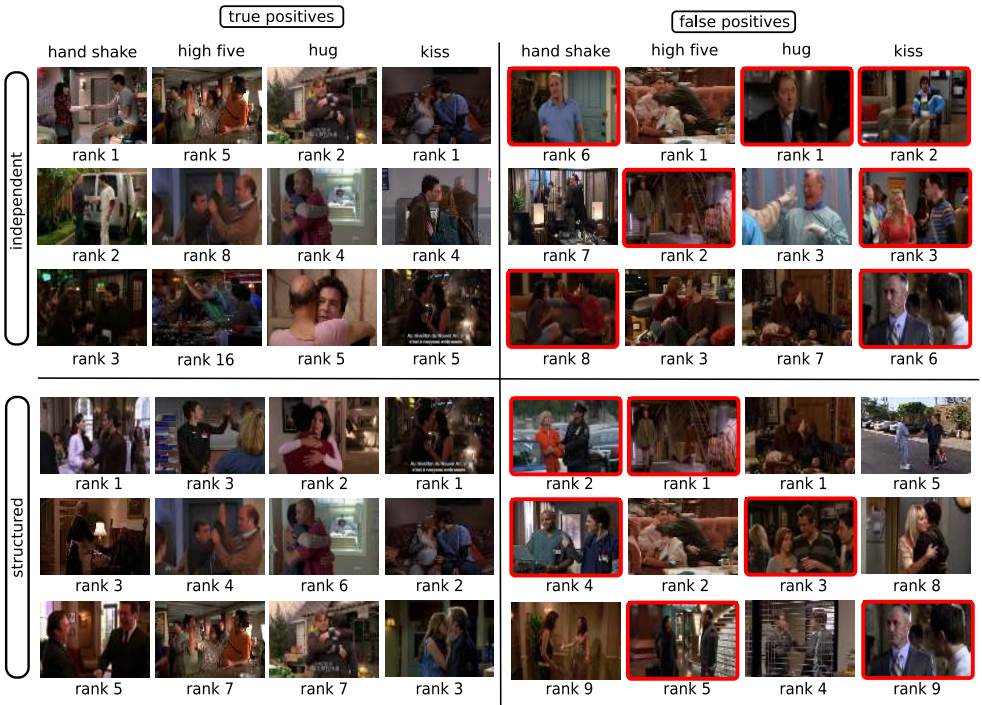 true positives
false positives
hand shake high five hug kiss hand shake high five hug kiss
independent
rank 1 rank 5 rank 2 rank 1 rank 6 rank 1 rank 1 rank 2
rank 2 rank 8 rank 4 rank 4 rank 7 rank 2 rank 3 rank 3
rank 3 rank 16 rank 5 rank 5 rank 8 rank 3 rank 7 rank 6
structured
rank 1 rank 3 rank 2 rank 1 rank 2 rank 1 rank 1 rank 5
rank 3 rank 4 rank 6 rank 2 rank 4 rank 2 rank 3 rank 8
rank 5 rank 7 rank 7 rank 3 rank 9 rank 5 rank 4 rank 9